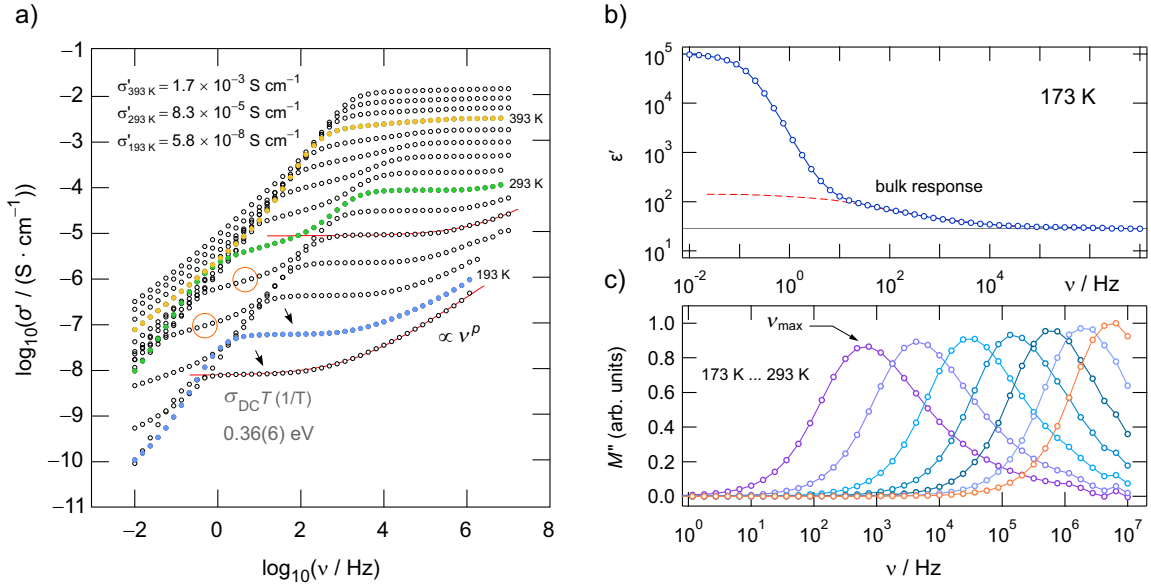 a)
−1
−2
−3
−4
−5
−6
−7
−8
−9
−10
−11
log₁₀(σ' / (S · cm⁻¹))
σ'₃₉₃ K = 1.7 × 10⁻³ S cm⁻¹
σ'₂₉₃ K = 8.3 × 10⁻⁵ S cm⁻¹
σ'₁₉₃ K = 5.8 × 10⁻⁸ S cm⁻¹
393 K
293 K
193 K
∝ νᵖ
σ_DC T (1/T)
0.36(6) eV
−2 0 2 4 6 8
log₁₀(ν / Hz)
b)
10⁵
10⁴
10³
10²
10¹
ε'
173 K
bulk response
10⁻² 10⁰ 10² 10⁴ ν / Hz
c)
1.0
0.8
0.6
0.4
0.2
0.0
M'' (arb. units)
ν_max
173 K ... 293 K
10⁰ 10¹ 10² 10³ 10⁴ 10⁵ 10⁶ 10⁷
ν / Hz